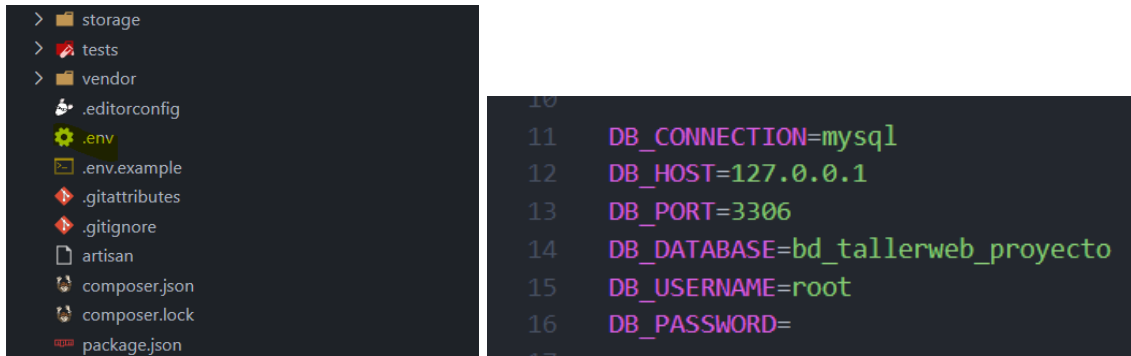 storage
tests
vendor
.editorconfig
.env
.env.example
.gitattributes
.gitignore
artisan
composer.json
composer.lock
package.json
10
11 DB_CONNECTION=mysql
12 DB_HOST=127.0.0.1
13 DB_PORT=3306
14 DB_DATABASE=bd_tallerweb_proyecto
15 DB_USERNAME=root
16 DB_PASSWORD=